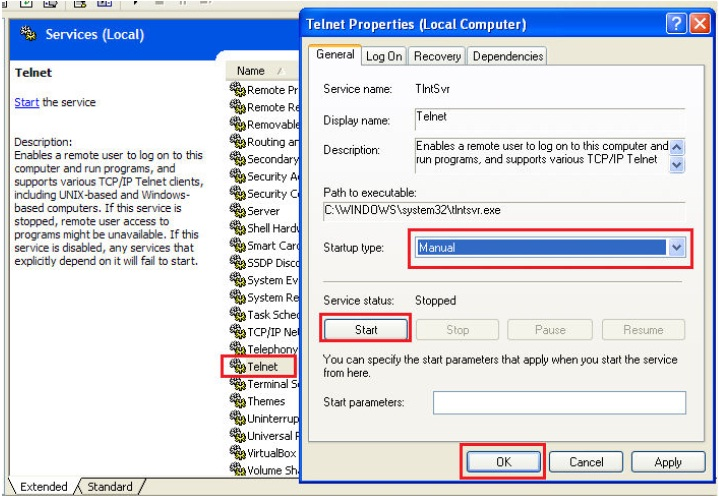 Services (Local)
Telnet
Start the service
Description:
Enables a remote user to log on to this
computer and run programs, and
supports various TCP/IP Telnet clients,
including UNIX-based and Windows-
based computers. If this service is
stopped, remote user access to
programs might be unavailable. If this
service is disabled, any services that
explicitly depend on it will fail to start.
Name
Remote Pr
Remote Re
Removable
Routing an
Secondary
Security A
Security C
Server
Shell Hardw
Smart Card
SSDP Disco
System Ev
System Re
Task Sched
TCP/IP Net
Telephony
Telnet
Terminal S
Themes
Uninterrup
Universal P
VirtualBox
Volume Sh
Extended
Standard
Telnet Properties (Local Computer)
General
Log On
Recovery
Dependencies
Service name:
TlntSvr
Display name:
Telnet
Description:
Enables a remote user to log on to this computer and
run programs, and supports various TCP/IP Telnet
Path to executable:
C:\WINDOWS\system32\tlntsvr.exe
Startup type:
Manual
Service status:
Stopped
Start
Stop
Pause
Resume
You can specify the start parameters that apply when you start the service
from here.
Start parameters:
OK
Cancel
Apply